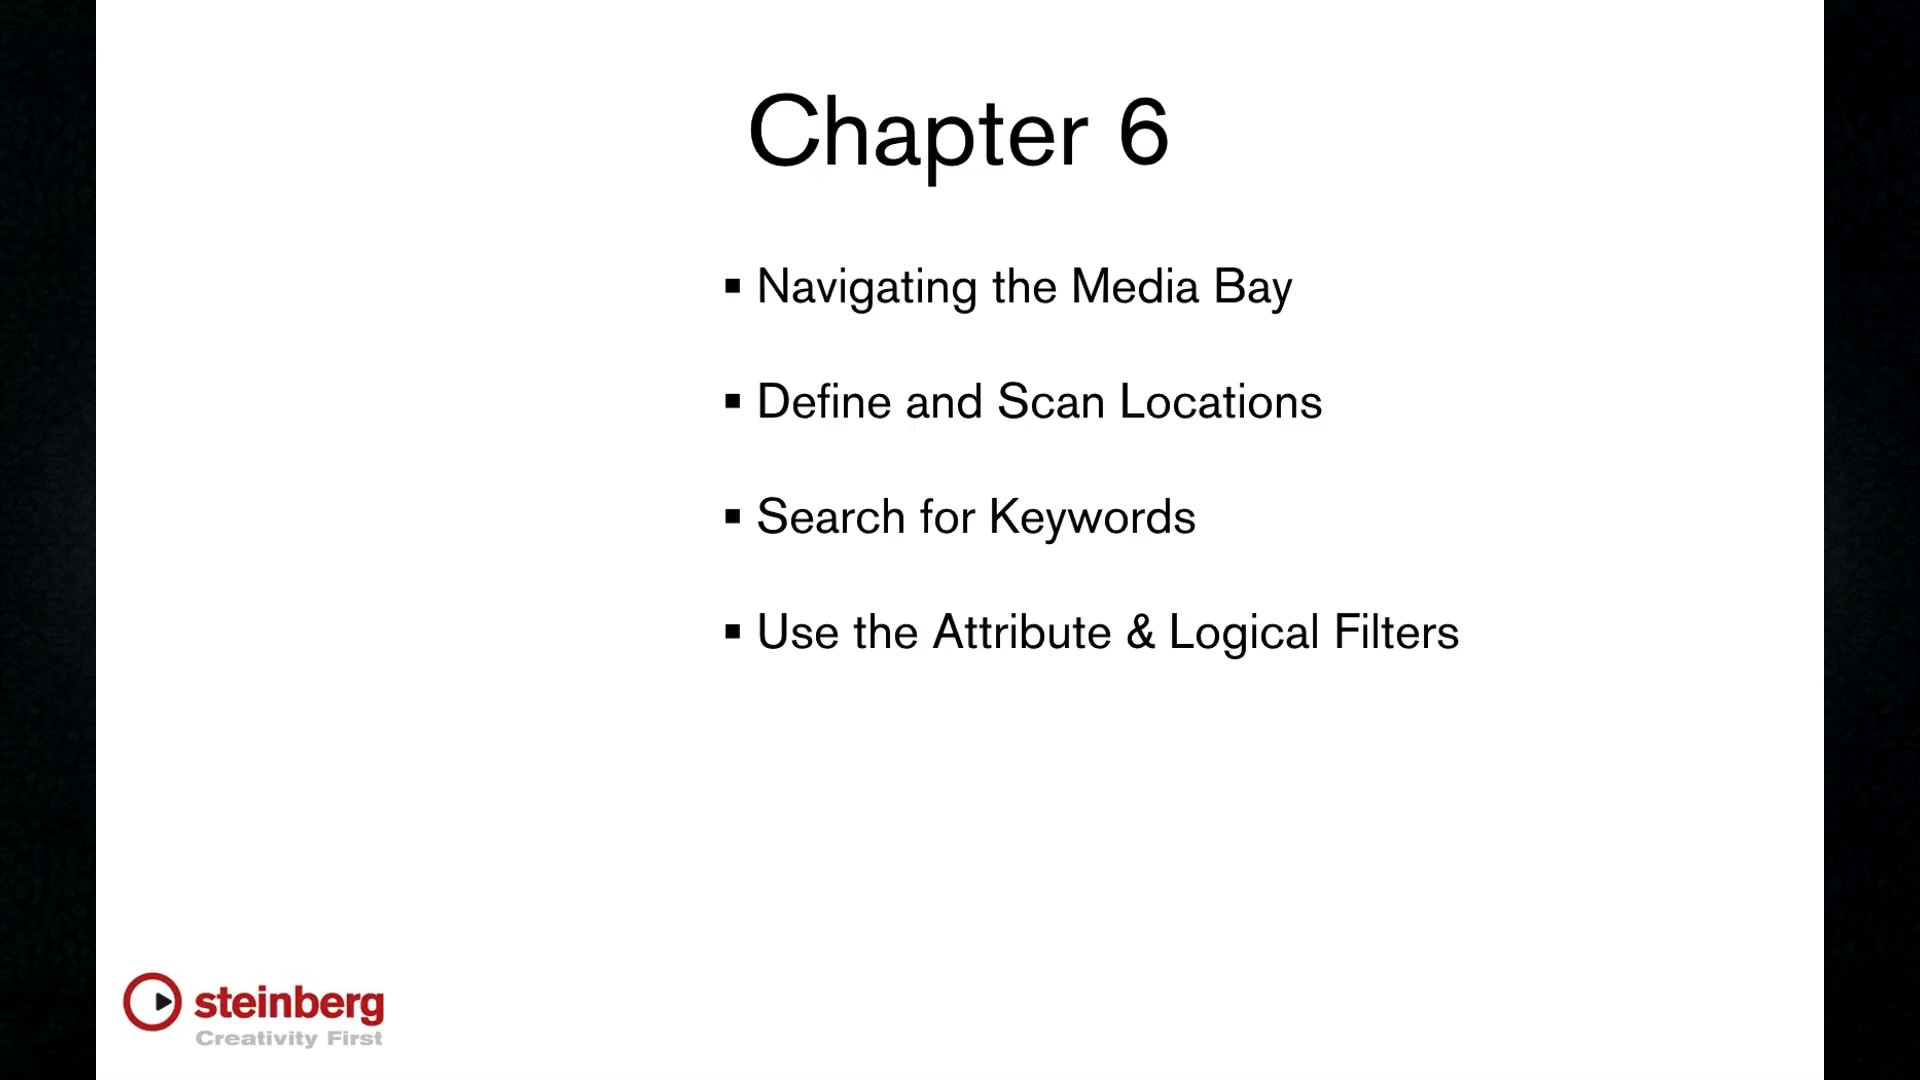 Chapter 6
▪ Navigating the Media Bay
▪ Define and Scan Locations
▪ Search for Keywords
▪ Use the Attribute & Logical Filters
steinberg
Creativity First